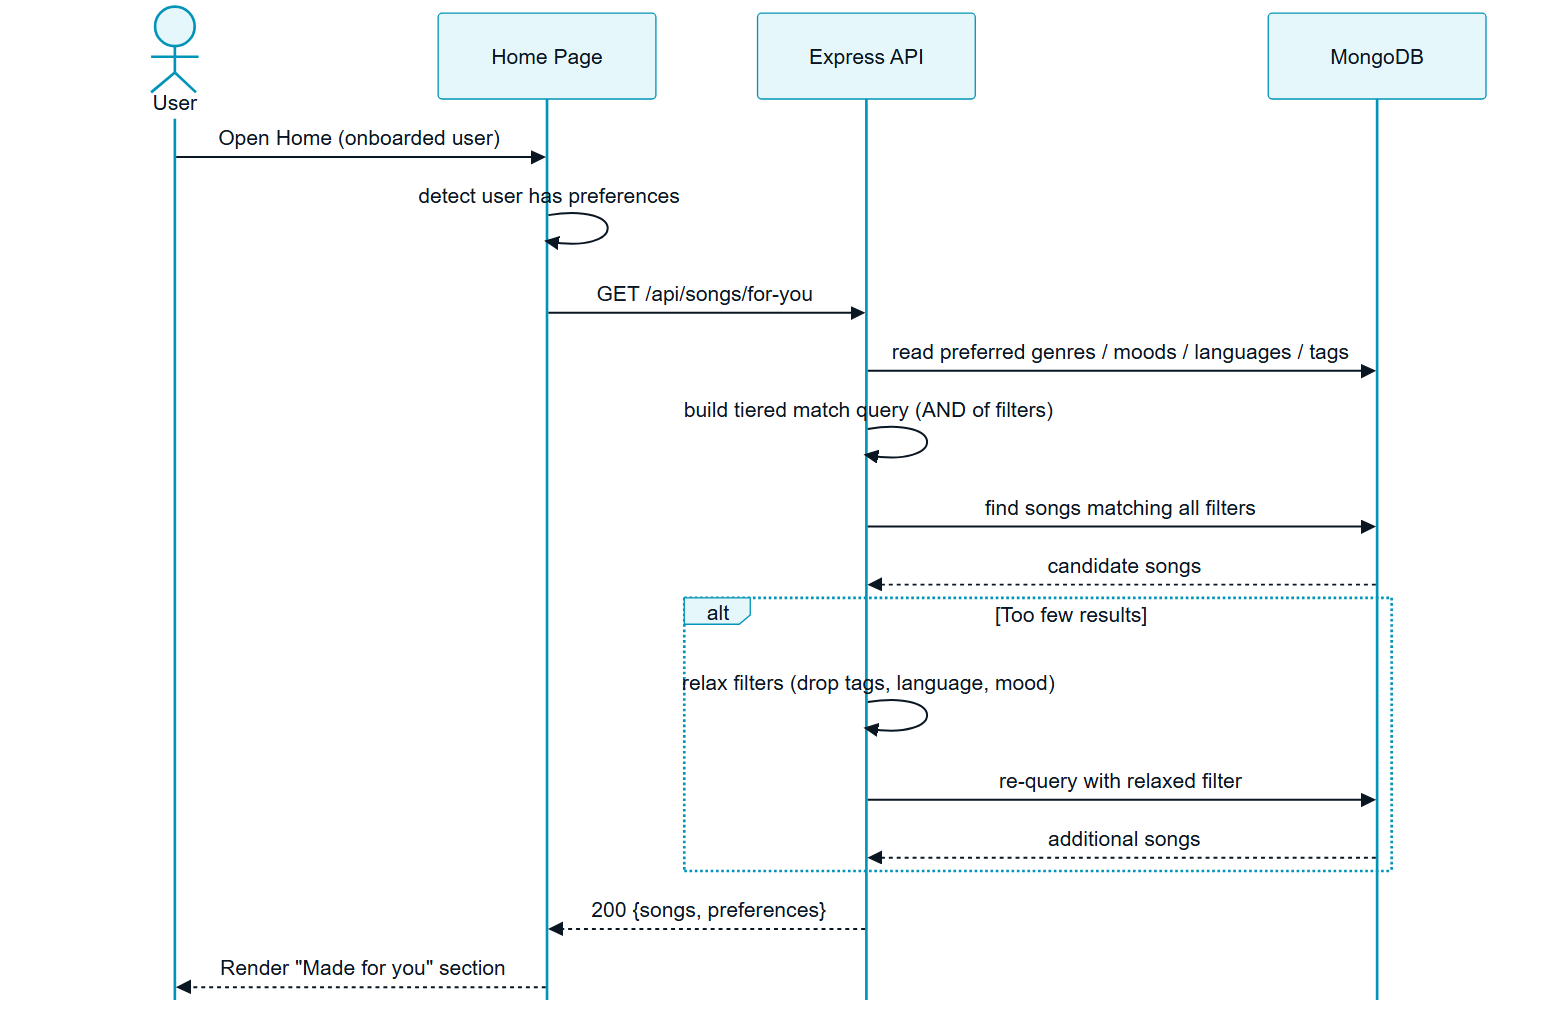 User
Home Page
Express API
MongoDB
Open Home (onboarded user)
detect user has preferences
GET /api/songs/for-you
read preferred genres / moods / languages / tags
build tiered match query (AND of filters)
find songs matching all filters
candidate songs
alt
[Too few results]
relax filters (drop tags, language, mood)
re-query with relaxed filter
additional songs
200 {songs, preferences}
Render "Made for you" section